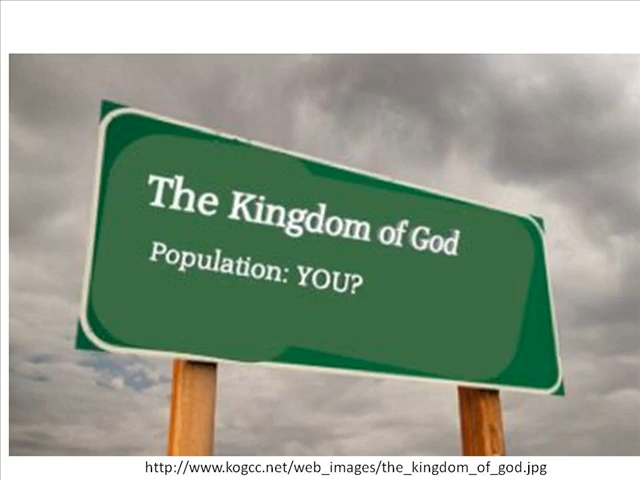 The Kingdom of God
Population: YOU?
http://www.kogcc.net/web_images/the_kingdom_of_god.jpg